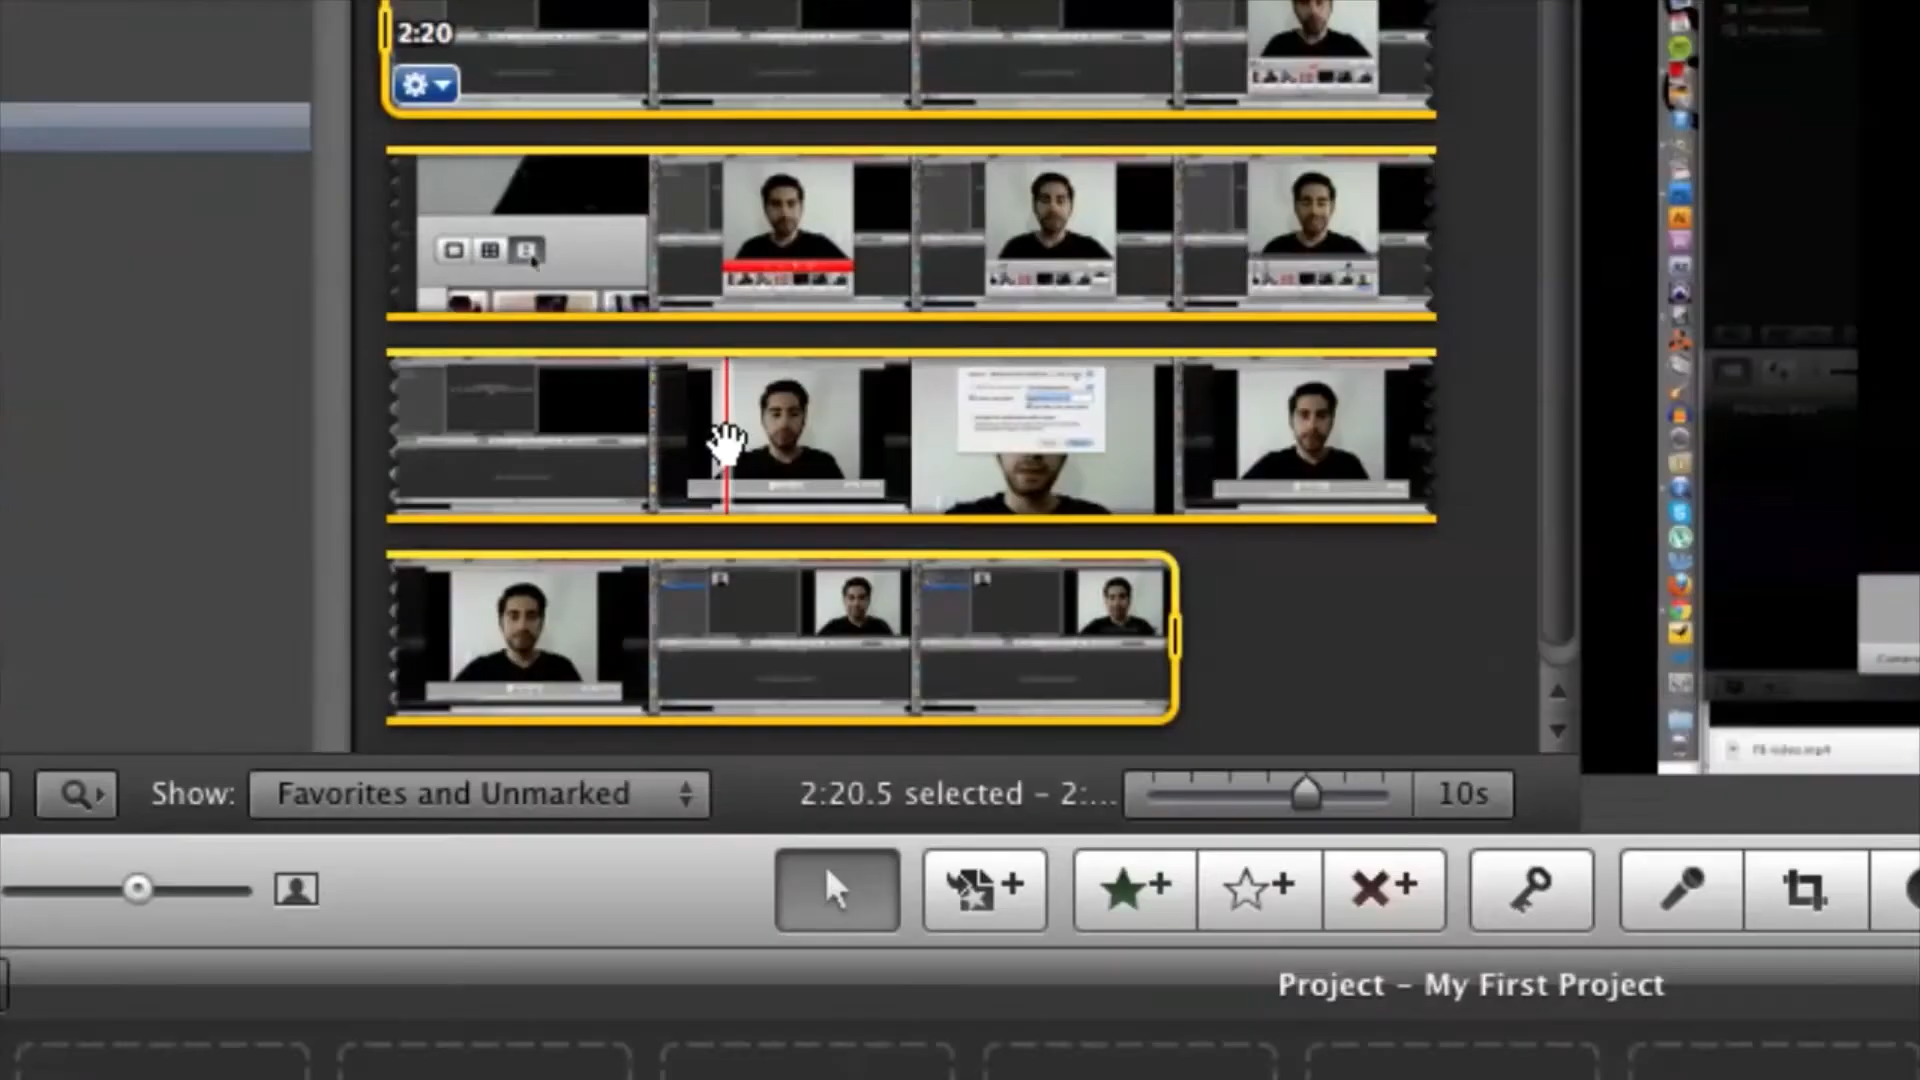 2:20
Show: Favorites and Unmarked 2:20.5 selected – 2:... 10s
Project – My First Project